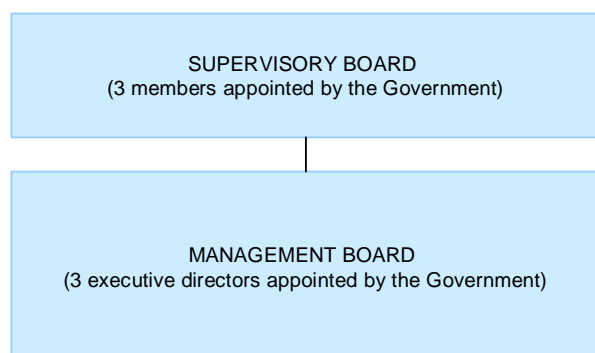 SUPERVISORY BOARD
(3 members appointed by the Government)
MANAGEMENT BOARD
(3 executive directors appointed by the Government)